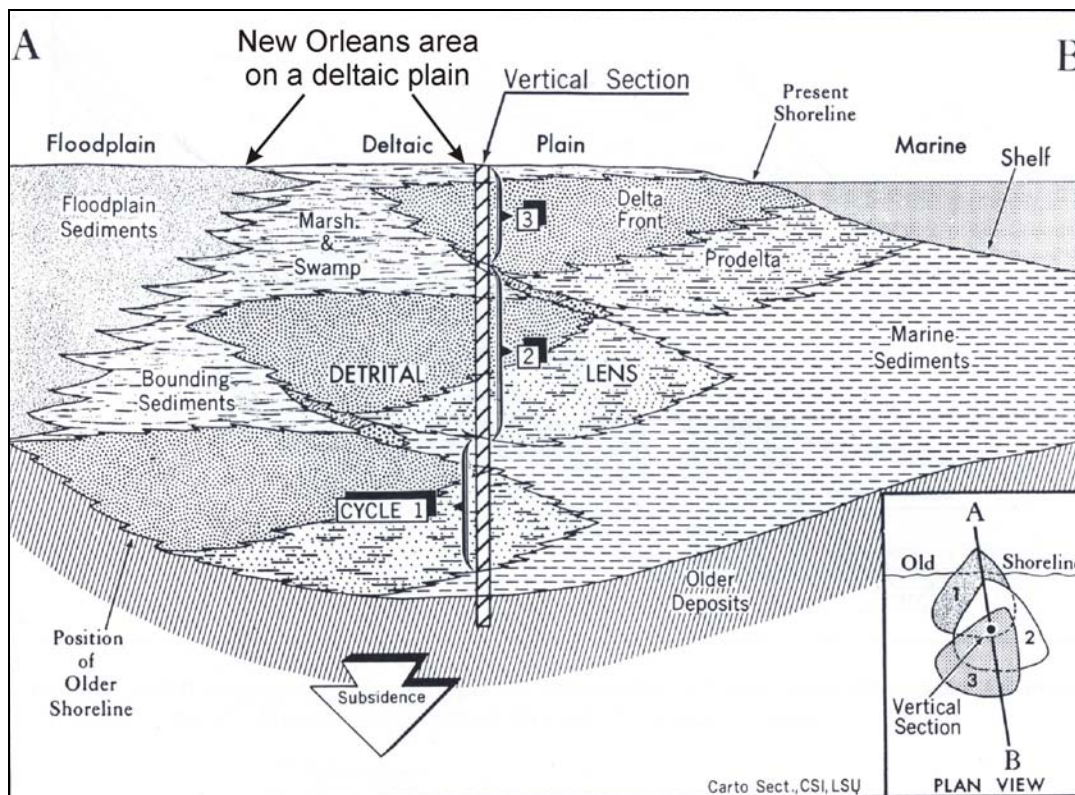 A
New Orleans area
on a deltaic plain
Vertical Section
B
Present
Shoreline
Floodplain
Deltaic
Plain
Marine
Shelf
Floodplain
Sediments
Marsh
&
Swamp
3
Delta
Front
Prodelta
2
Marine
Sediments
Bounding
Sediments
DETRITAL
LENS
CYCLE 1
Older
Deposits
Position
of
Older
Shoreline
Subsidence
A
Old
Shoreline
1
2
3
Vertical
Section
B
Carto Sect., CSI, LSU
PLAN VIEW